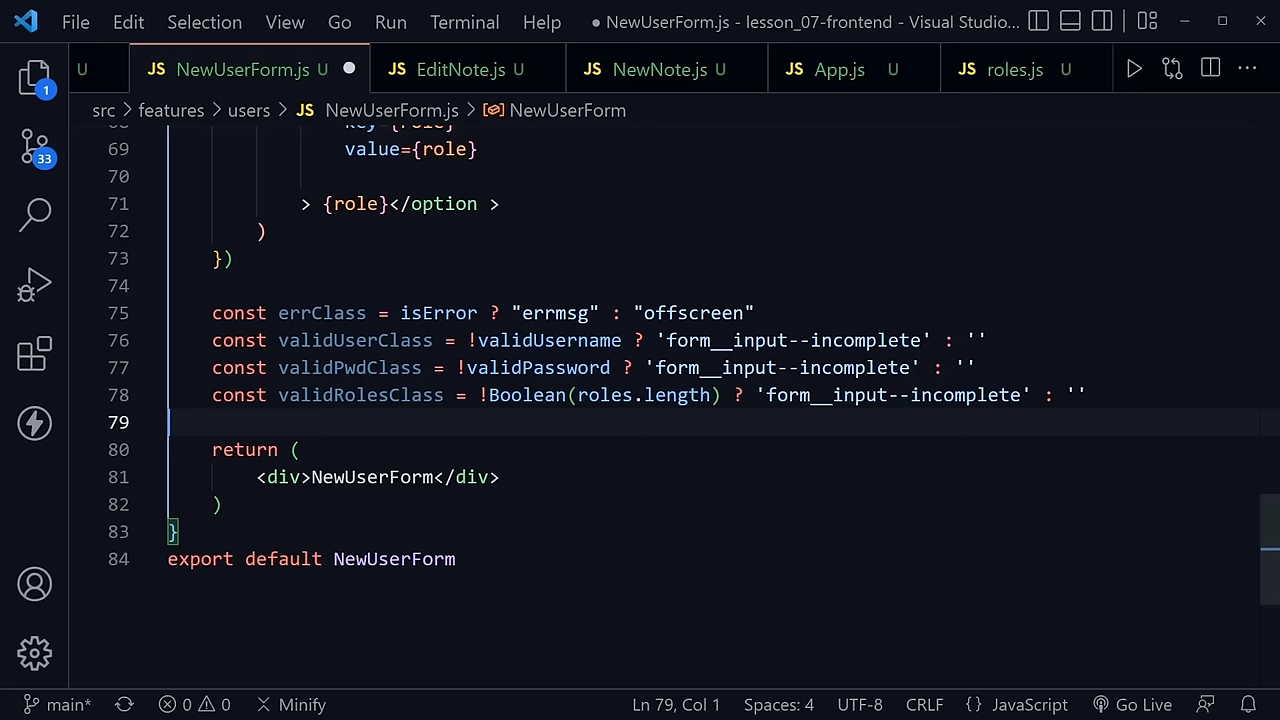 File Edit Selection View Go Run Terminal Help ● NewUserForm.js - lesson_07-frontend - Visual Studio...
U JS NewUserForm.js U JS EditNote.js U JS NewNote.js U JS App.js U JS roles.js U
src > features > users > JS NewUserForm.js > NewUserForm
68 key={role}
69 value={role}
70
71 > {role}</option >
72 )
73 })
74
75 const errClass = isError ? "errmsg" : "offscreen"
76 const validUserClass = !validUsername ? 'form__input--incomplete' : ''
77 const validPwdClass = !validPassword ? 'form__input--incomplete' : ''
78 const validRolesClass = !Boolean(roles.length) ? 'form__input--incomplete' : ''
79
80 return (
81 <div>NewUserForm</div>
82 )
83 }
84 export default NewUserForm
1
33
main* 0 0 Minify Ln 79, Col 1 Spaces: 4 UTF-8 CRLF {} JavaScript Go Live